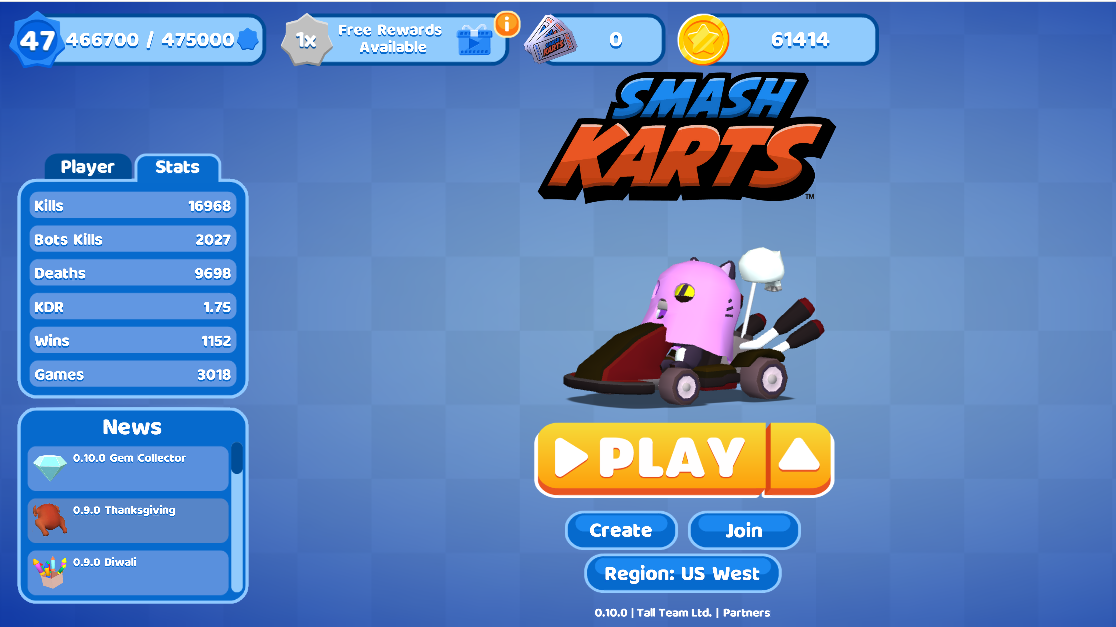 47 466700 / 475000
1x Free Rewards
Available
i
KARTS
0
61414
SMASH
KARTS
TM
Player Stats
Kills 16968
Bots Kills 2027
Deaths 9698
KDR 1.75
Wins 1152
Games 3018
News
0.10.0 Gem Collector
0.9.0 Thanksgiving
0.9.0 Diwali
PLAY
Create Join
Region: US West
0.10.0 | Tall Team Ltd. | Partners